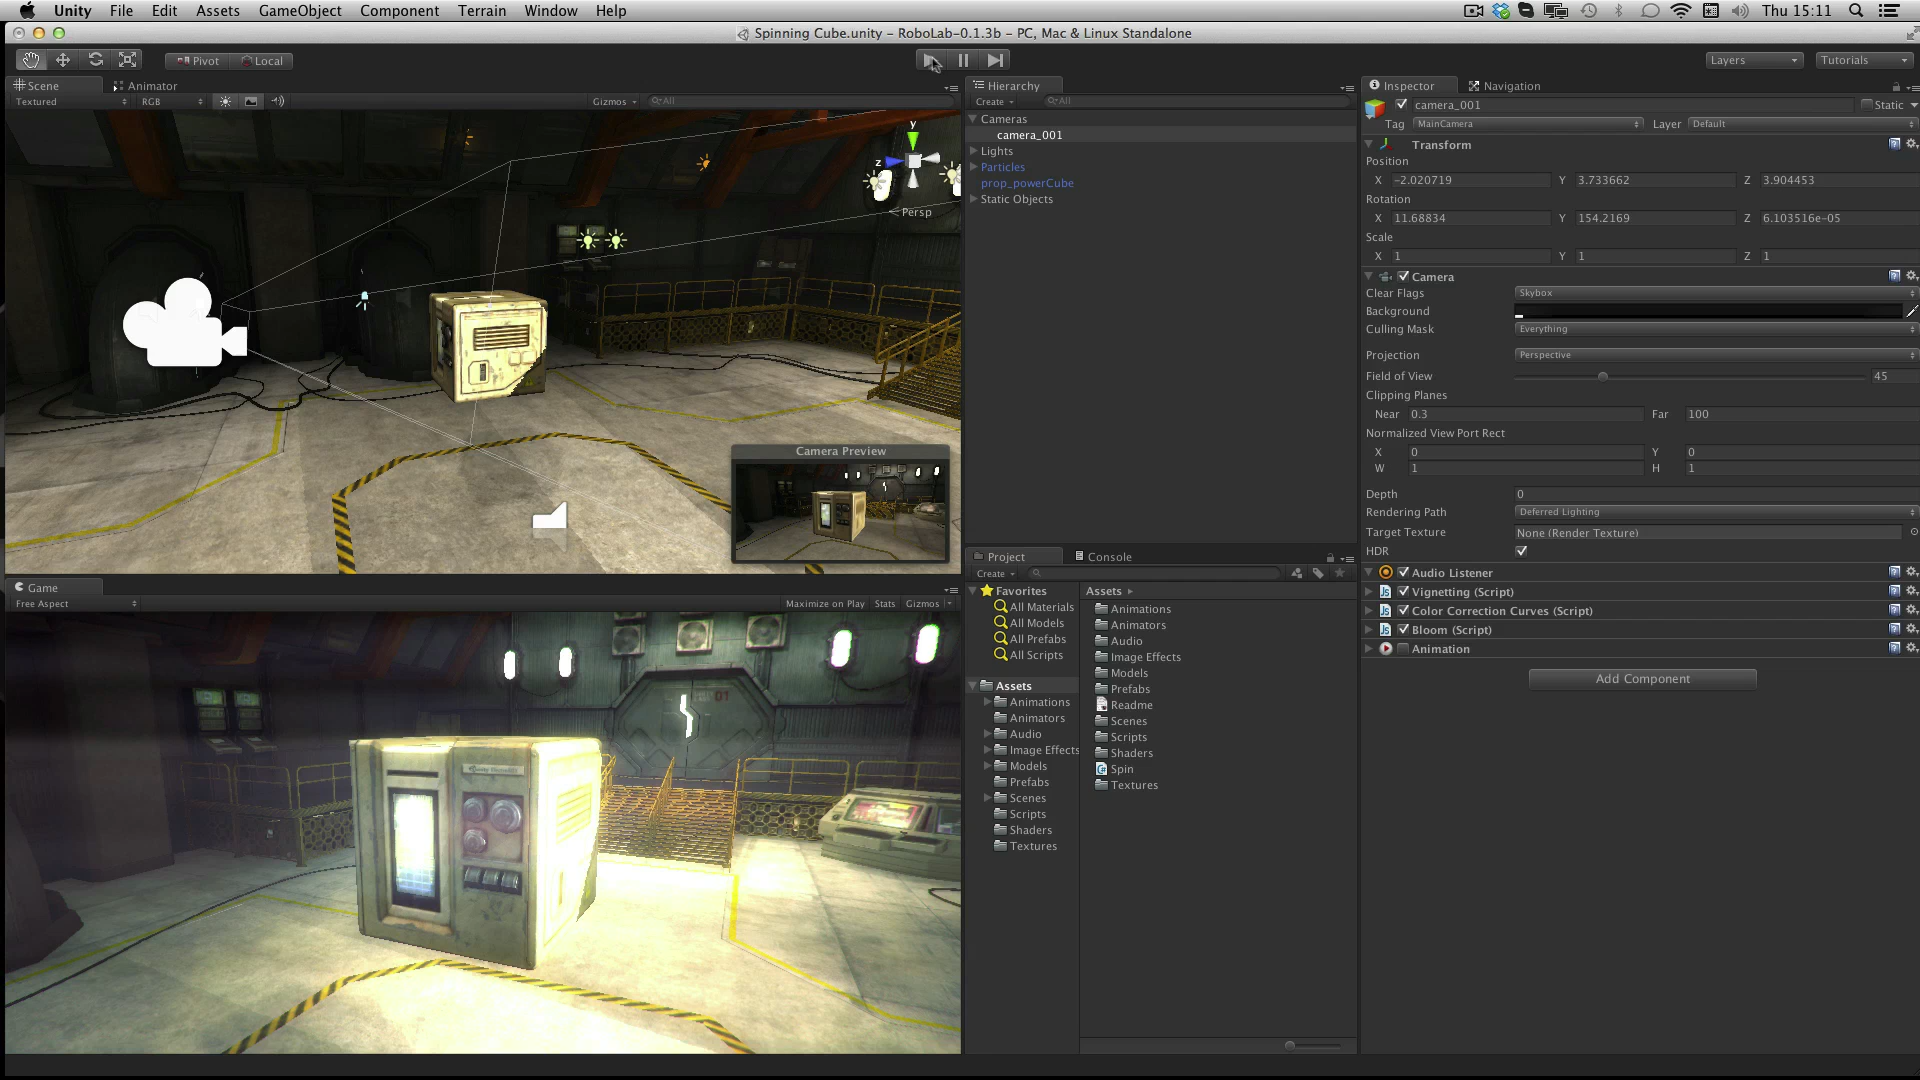 Unity File Edit Assets GameObject Component Terrain Window Help Thu 15:11
Spinning Cube.unity - RoboLab-0.1.3b - PC, Mac & Linux Standalone
Pivot Local Layers Tutorials
Scene Animator
Textured RGB Gizmos All
y
z
Persp
Camera Preview
Game
Free Aspect Maximize on Play Stats Gizmos
01
Hierarchy
Create All
Cameras
camera_001
Lights
Particles
prop_powerCube
Static Objects
Project Console
Create
Favorites
All Materials
All Models
All Prefabs
All Scripts
Assets
Animations
Animators
Audio
Image Effects
Models
Prefabs
Scenes
Scripts
Shaders
Textures
Assets
Animations
Animators
Audio
Image Effects
Models
Prefabs
Readme
Scenes
Scripts
Shaders
Spin
Textures
Inspector Navigation
camera_001 Static
Tag MainCamera Layer Default
Transform
Position
X -2.020719 Y 3.733662 Z 3.904453
Rotation
X 11.68834 Y 154.2169 Z 6.103516e-05
Scale
X 1 Y 1 Z 1
Camera
Clear Flags Skybox
Background
Culling Mask Everything
Projection Perspective
Field of View 45
Clipping Planes
Near 0.3 Far 100
Normalized View Port Rect
X 0 Y 0
W 1 H 1
Depth 0
Rendering Path Deferred Lighting
Target Texture None (Render Texture)
HDR
Audio Listener
Vignetting (Script)
Color Correction Curves (Script)
Bloom (Script)
Animation
Add Component